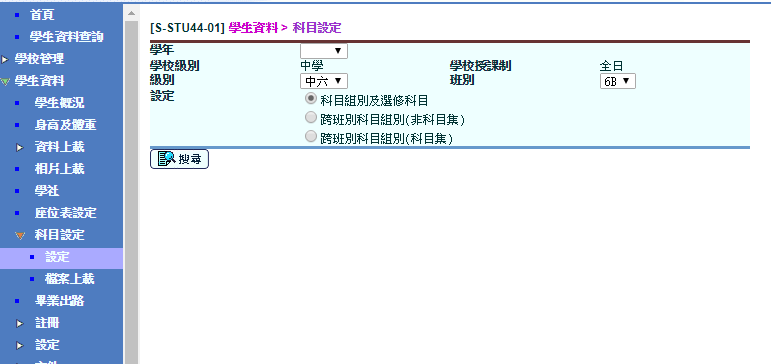 首頁
學生資料查詢
學校管理
學生資料
學生概況
身高及體重
資料上載
相片上載
學社
座位表設定
科目設定
設定
檔案上載
畢業出路
註冊
設定
[S-STU44-01] 學生資料 > 科目設定
學年
學校級別 中學 學校授課制 全日
級別 中六 班別 6B
設定 科目組別及選修科目
跨班別科目組別(非科目集)
跨班別科目組別(科目集)
搜尋